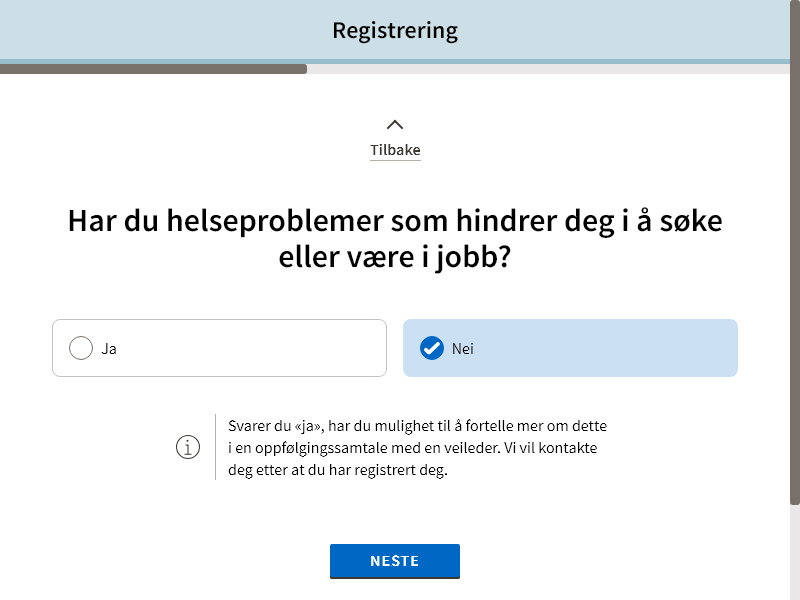 Registrering
Tilbake
Har du helseproblemer som hindrer deg i å søke
eller være i jobb?
Ja
Nei
Svarer du «ja», har du mulighet til å fortelle mer om dette
i en oppfølgingssamtale med en veileder. Vi vil kontakte
deg etter at du har registrert deg.
NESTE